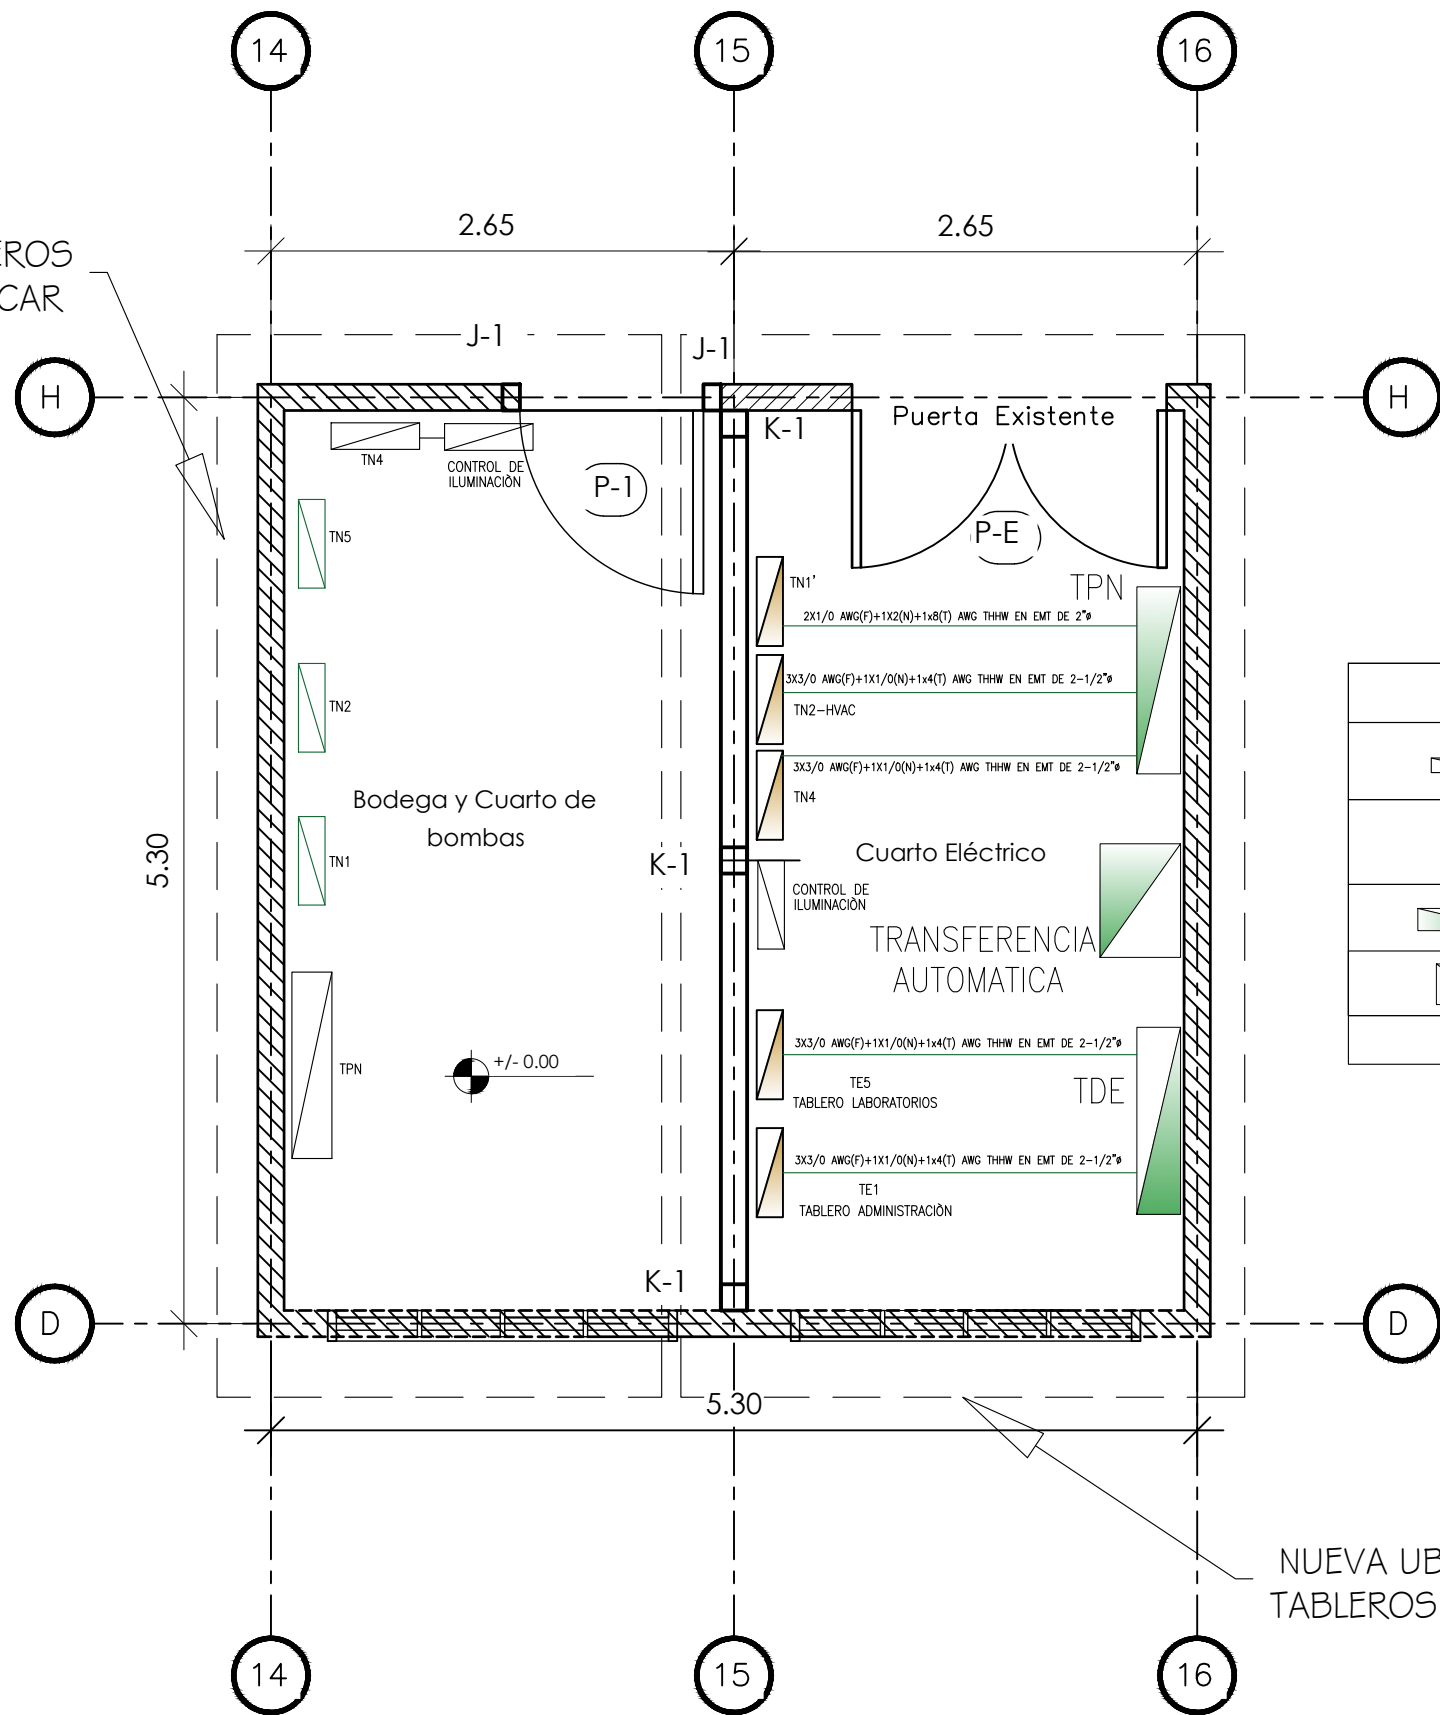 14
15
16
2.65
2.65
EROS
CAR
J-1
J-1
H
H
K-1
Puerta Existente
TN4
CONTROL DE
ILUMINACIÒN
P-1
P-E
TN5
TN1'
TPN
2X1/0 AWG(F)+1X2(N)+1x8(T) AWG THHW EN EMT DE 2"ø
3X3/0 AWG(F)+1X1/0(N)+1x4(T) AWG THHW EN EMT DE 2-1/2"ø
TN2
TN2-HVAC
3X3/0 AWG(F)+1X1/0(N)+1x4(T) AWG THHW EN EMT DE 2-1/2"ø
TN4
Bodega y Cuarto de
bombas
5.30
TN1
K-1
Cuarto Eléctrico
CONTROL DE
ILUMINACIÒN
TRANSFERENCIA
AUTOMATICA
+/- 0.00
TPN
3X3/0 AWG(F)+1X1/0(N)+1x4(T) AWG THHW EN EMT DE 2-1/2"ø
TE5
TABLERO LABORATORIOS
TDE
3X3/0 AWG(F)+1X1/0(N)+1x4(T) AWG THHW EN EMT DE 2-1/2"ø
TE1
TABLERO ADMINISTRACIÒN
K-1
D
D
5.30
NUEVA UB
TABLEROS
14
15
16